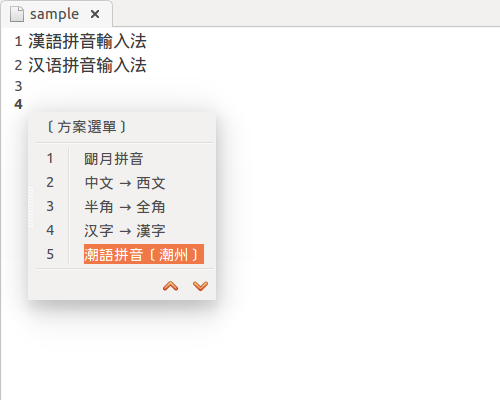 sample
1 漢語拼音輸入法
2 汉语拼音输入法
3
4
〔方案選單〕
1 朙月拼音
2 中文 → 西文
3 半角 → 全角
4 汉字 → 漢字
5 潮語拼音〔潮州〕